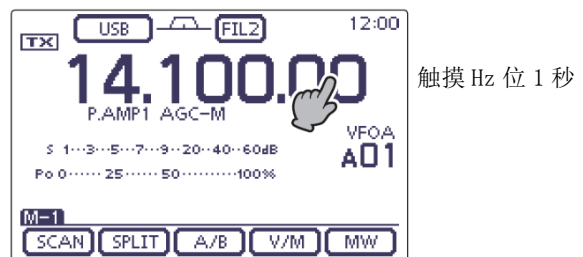 USB FIL2 12:00
TX
14.100.00
P.AMP1 AGC-M
VFOA
S 1···3···5···7···9··20··40··60dB
A01
Po 0······ 25 ······ 50 ··········100%
M-1
SCAN SPLIT A/B V/M MW
触摸 Hz 位 1 秒